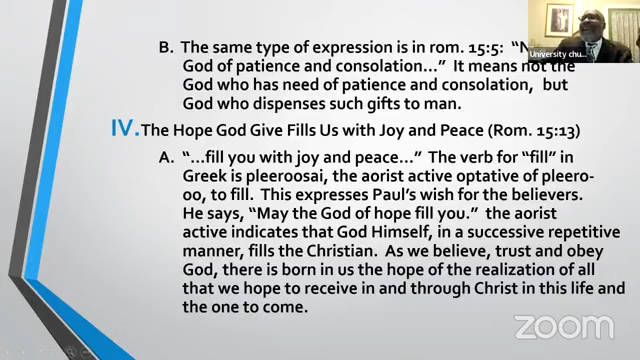 B. The same type of expression is in rom. 15:5: “N
God of patience and consolation…” It means not the
God who has need of patience and consolation, but
God who dispenses such gifts to man.
IV. The Hope God Give Fills Us with Joy and Peace (Rom. 15:13)
A. “…fill you with joy and peace…” The verb for “fill” in
Greek is pleeroosai, the aorist active optative of pleero-
oo, to fill. This expresses Paul’s wish for the believers.
He says, “May the God of hope fill you.” the aorist
active indicates that God Himself, in a successive repetitive
manner, fills the Christian. As we believe, trust and obey
God, there is born in us the hope of the realization of all
that we hope to receive in and through Christ in this life and
the one to come.
University chu...
zoom